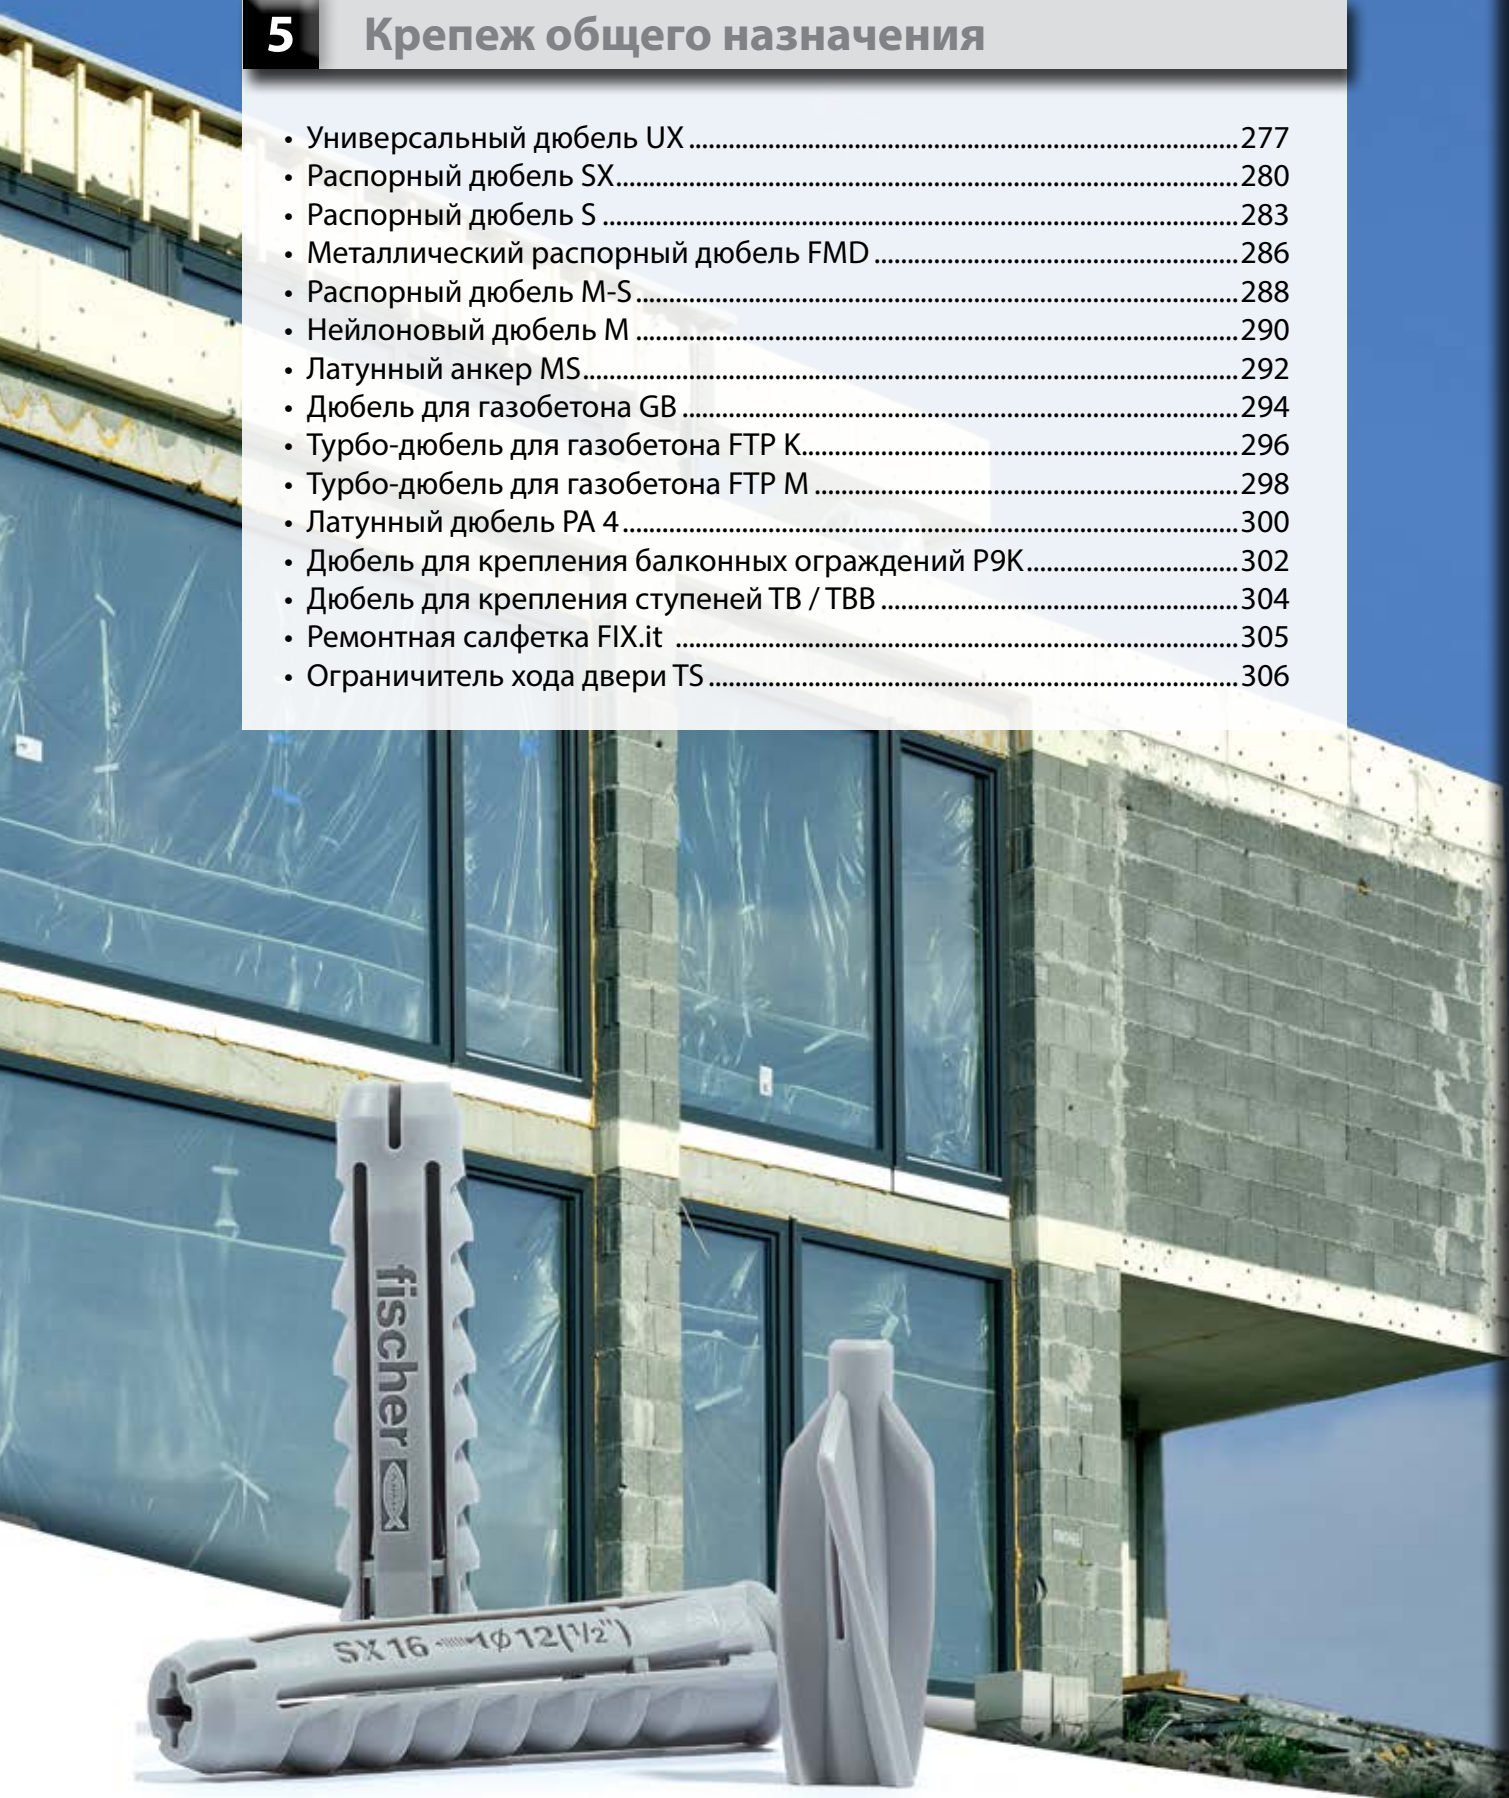 5 Крепеж общего назначения
• Универсальный дюбель UX ........ 277
• Распорный дюбель SX ........ 280
• Распорный дюбель S ........ 283
• Металлический распорный дюбель FMD ........ 286
• Распорный дюбель M-S ........ 288
• Нейлоновый дюбель M ........ 290
• Латунный анкер MS ........ 292
• Дюбель для газобетона GB ........ 294
• Турбо-дюбель для газобетона FTP K ........ 296
• Турбо-дюбель для газобетона FTP M ........ 298
• Латунный дюбель PA 4 ........ 300
• Дюбель для крепления балконных ограждений P9K ........ 302
• Дюбель для крепления ступеней TB / TBB ........ 304
• Ремонтная салфетка FIX.it ........ 305
• Ограничитель хода двери TS ........ 306
fischer
SX 16 ø 12(1/2")